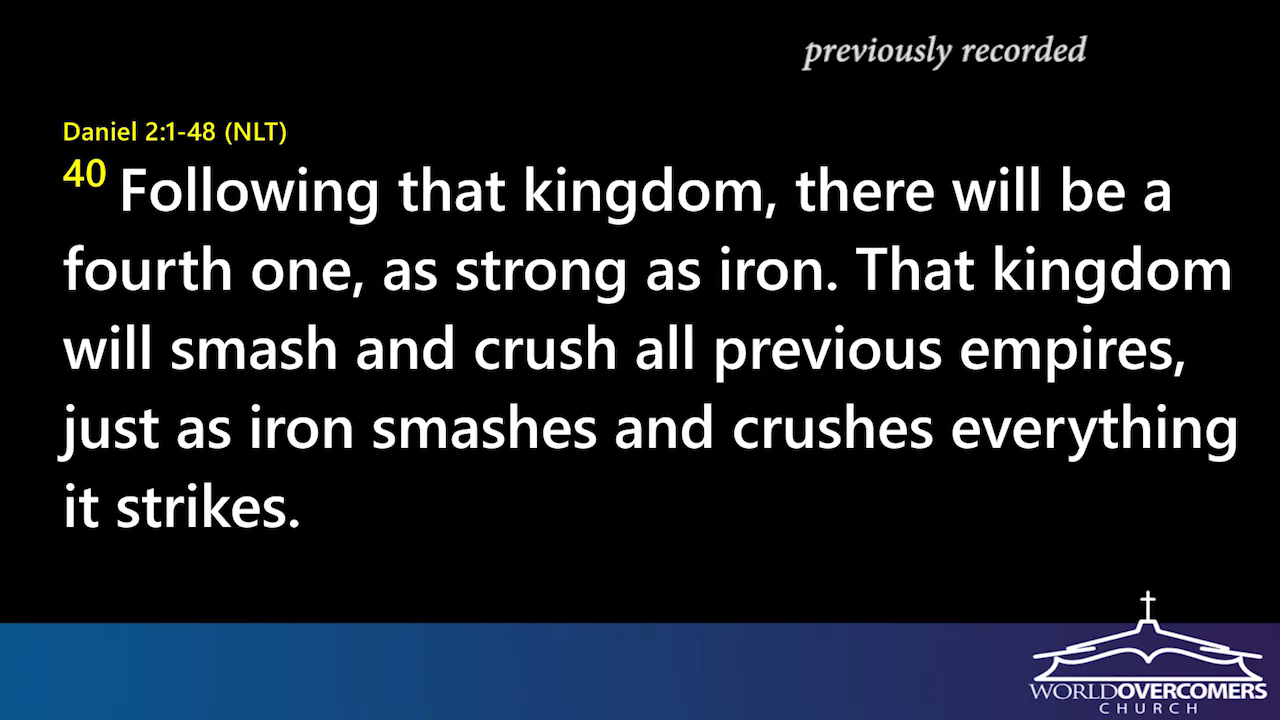 previously recorded
Daniel 2:1-48 (NLT)
40 Following that kingdom, there will be a
fourth one, as strong as iron. That kingdom
will smash and crush all previous empires,
just as iron smashes and crushes everything
it strikes.
WORLDOVERCOMERS
CHURCH